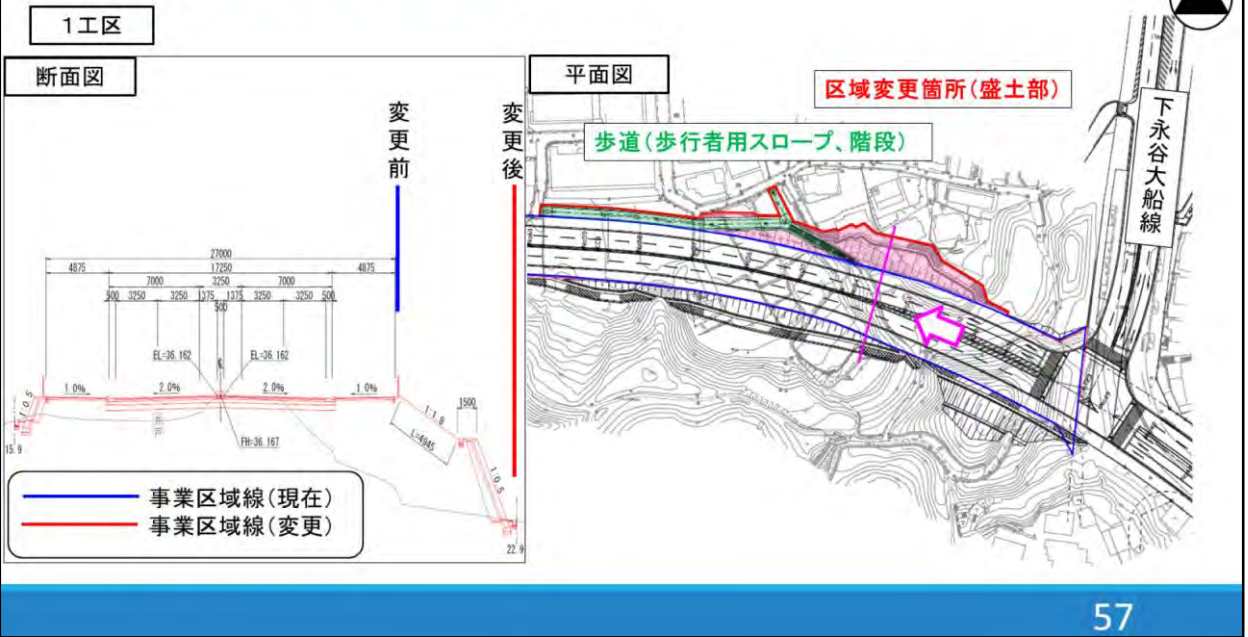 1工区
断面図
変更前
変更後
27000
4875 17250 4875
7000 3250 7000
500 3250 3250 1375 1375 3250 3250 500
500
EL=36.162 EL=36.162
1.0% 2.0% 2.0% 1.0%
1:0.5
15.9
FH=36.167
1:1.8
L=4945
1500
1:0.5
22.9
事業区域線(現在)
事業区域線(変更)
平面図
区域変更箇所(盛土部)
歩道(歩行者用スロープ、階段)
下永谷大船線
57